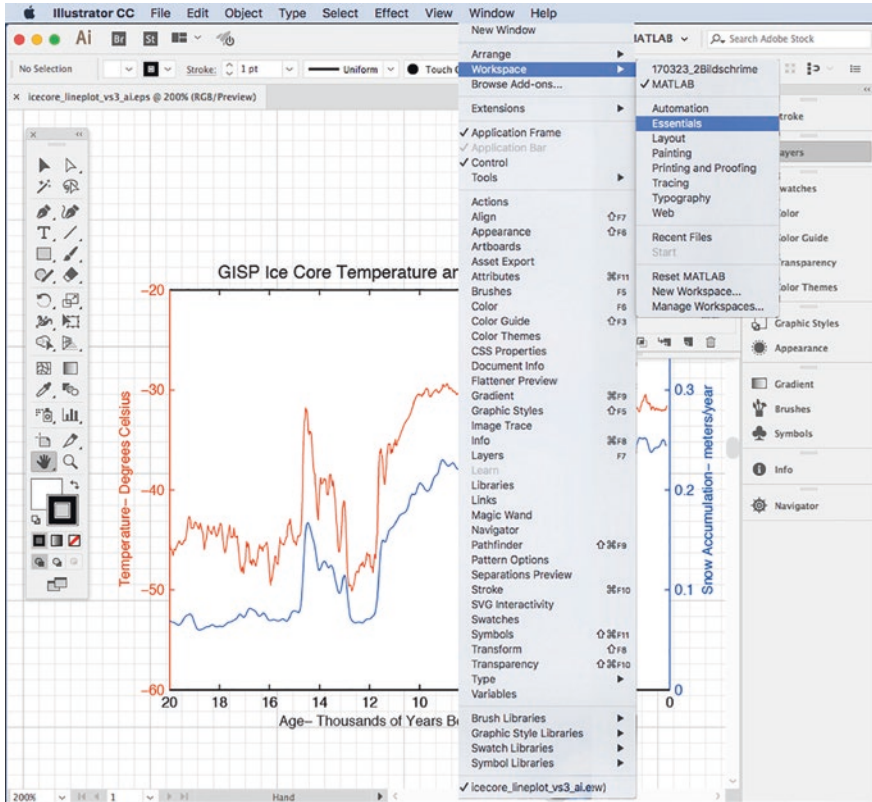 Illustrator CC File Edit Object Type Select Effect View Window Help
Ai Br St
MATLAB
Search Adobe Stock
No Selection Stroke: 1 pt Uniform Touch
× icecore_lineplot_vs3_ai.eps @ 200% (RGB/Preview)
New Window
Arrange
Workspace
Browse Add-ons...
Extensions
✓ Application Frame
✓ Application Bar
✓ Control
Tools
Actions
Align ⇧F7
Appearance ⇧F6
Artboards
Asset Export
Attributes ⌘F11
Brushes F5
Color F6
Color Guide ⇧F3
Color Themes
CSS Properties
Document Info
Flattener Preview
Gradient ⌘F9
Graphic Styles ⇧F5
Image Trace
Info ⌘F8
Layers F7
Learn
Libraries
Links
Magic Wand
Navigator
Pathfinder ⇧⌘F9
Pattern Options
Separations Preview
Stroke ⌘F10
SVG Interactivity
Swatches
Symbols ⇧⌘F11
Transform ⇧F8
Transparency ⇧⌘F10
Type
Variables
Brush Libraries
Graphic Style Libraries
Swatch Libraries
Symbol Libraries
170323_2Bildschrime
✓ MATLAB
Automation
Essentials
Layout
Painting
Printing and Proofing
Tracing
Typography
Web
Recent Files
Start
Reset MATLAB
New Workspace...
Manage Workspaces...
troke
ayers
watches
olor
olor Guide
ransparency
olor Themes
Graphic Styles
Appearance
Gradient
Brushes
Symbols
Info
Navigator
GISP Ice Core Temperature an
−20
−30
−40
−50
−60
Temperature− Degrees Celsius
0.3
0.2
0.1
0
Snow Accumulation− meters/year
20 18 16 14 12 10 8 0
Age− Thousands of Years Be
200% 1 Hand